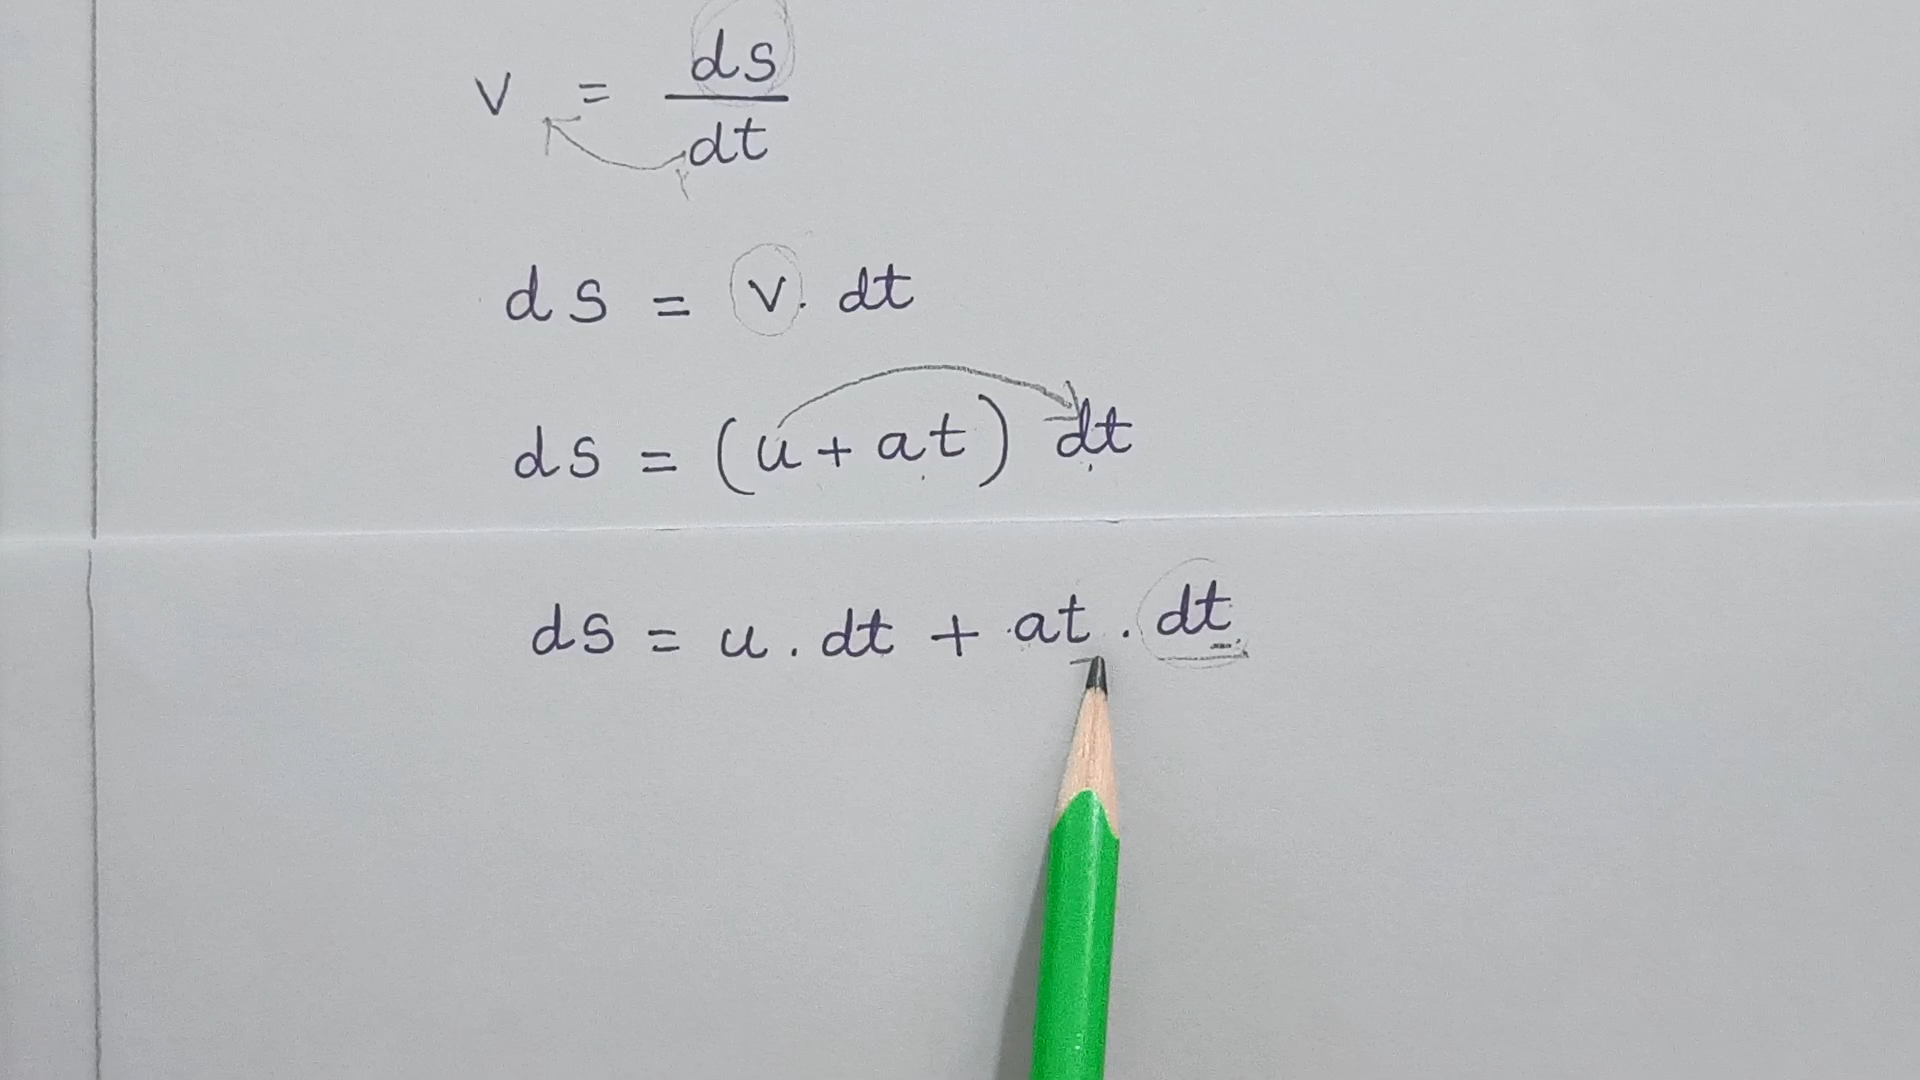 v = ds/dt
ds = v. dt
ds = (u + at) dt
ds = u . dt + at . dt